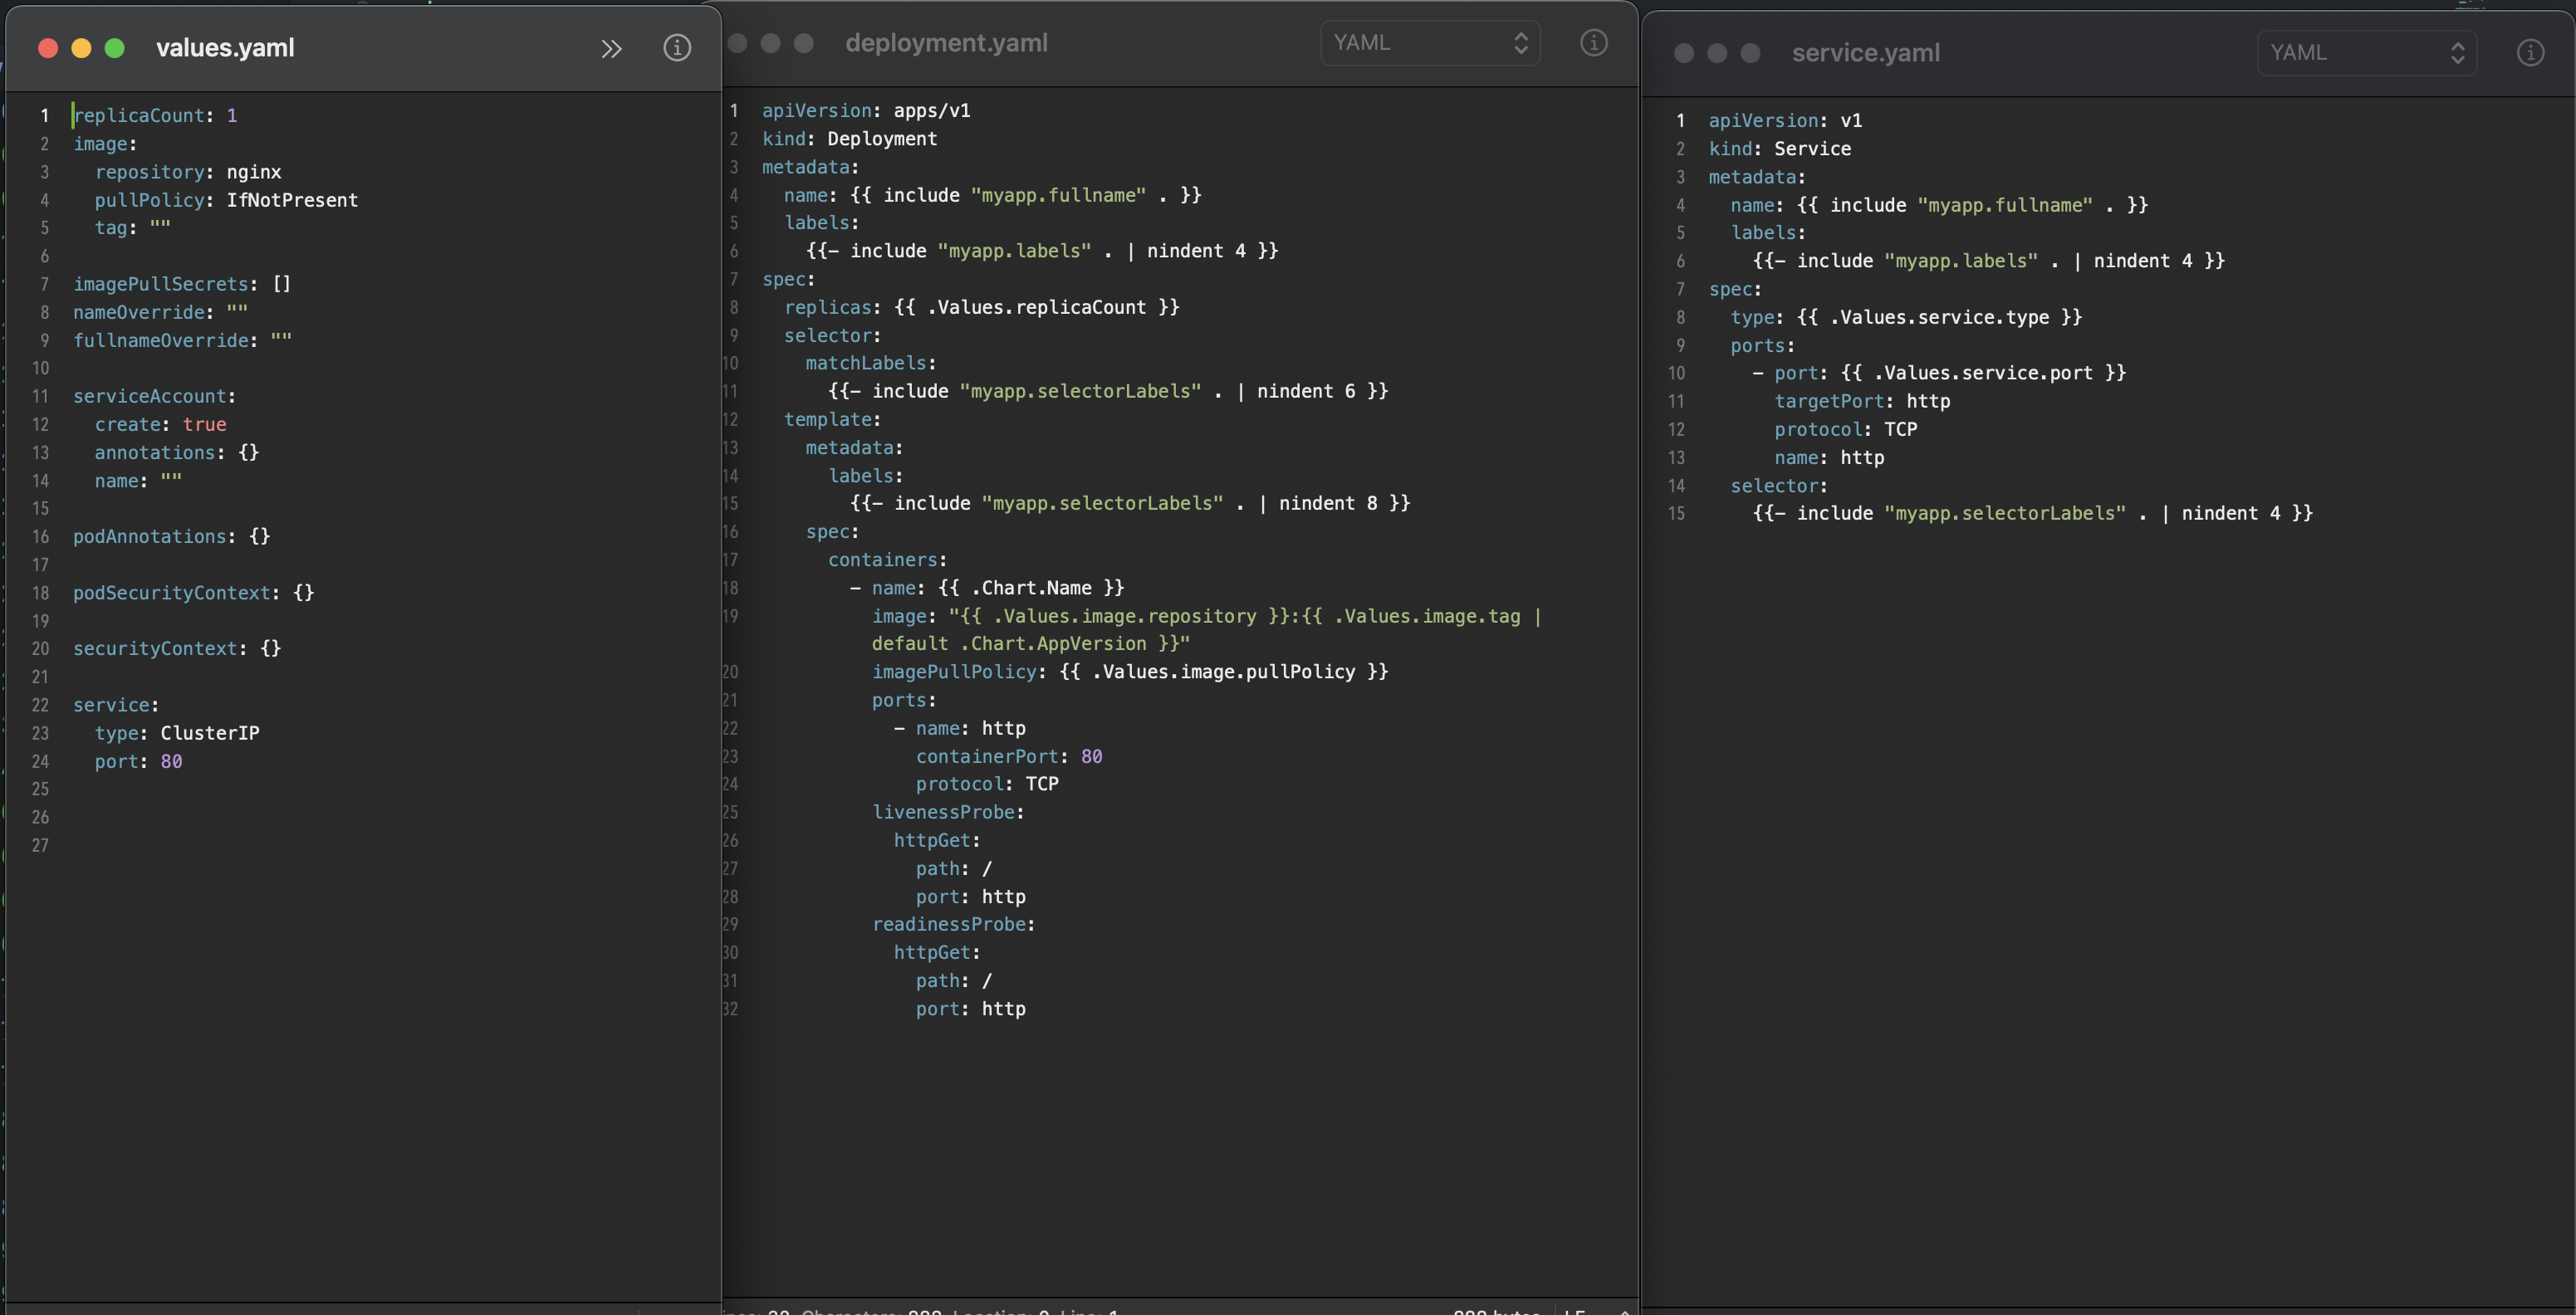 values.yaml
1 replicaCount: 1
2 image:
3   repository: nginx
4   pullPolicy: IfNotPresent
5   tag: ""
6
7 imagePullSecrets: []
8 nameOverride: ""
9 fullnameOverride: ""
10
11 serviceAccount:
12   create: true
13   annotations: {}
14   name: ""
15
16 podAnnotations: {}
17
18 podSecurityContext: {}
19
20 securityContext: {}
21
22 service:
23   type: ClusterIP
24   port: 80
25
26
27
deployment.yaml YAML
1 apiVersion: apps/v1
2 kind: Deployment
3 metadata:
4   name: {{ include "myapp.fullname" . }}
5   labels:
6     {{- include "myapp.labels" . | nindent 4 }}
7 spec:
8   replicas: {{ .Values.replicaCount }}
9   selector:
10     matchLabels:
11       {{- include "myapp.selectorLabels" . | nindent 6 }}
12   template:
13     metadata:
14       labels:
15         {{- include "myapp.selectorLabels" . | nindent 8 }}
16     spec:
17       containers:
18         - name: {{ .Chart.Name }}
19           image: "{{ .Values.image.repository }}:{{ .Values.image.tag |
default .Chart.AppVersion }}"
20           imagePullPolicy: {{ .Values.image.pullPolicy }}
21           ports:
22             - name: http
23               containerPort: 80
24               protocol: TCP
25           livenessProbe:
26             httpGet:
27               path: /
28               port: http
29           readinessProbe:
30             httpGet:
31               path: /
32               port: http
service.yaml YAML
1 apiVersion: v1
2 kind: Service
3 metadata:
4   name: {{ include "myapp.fullname" . }}
5   labels:
6     {{- include "myapp.labels" . | nindent 4 }}
7 spec:
8   type: {{ .Values.service.type }}
9   ports:
10     - port: {{ .Values.service.port }}
11       targetPort: http
12       protocol: TCP
13       name: http
14   selector:
15     {{- include "myapp.selectorLabels" . | nindent 4 }}